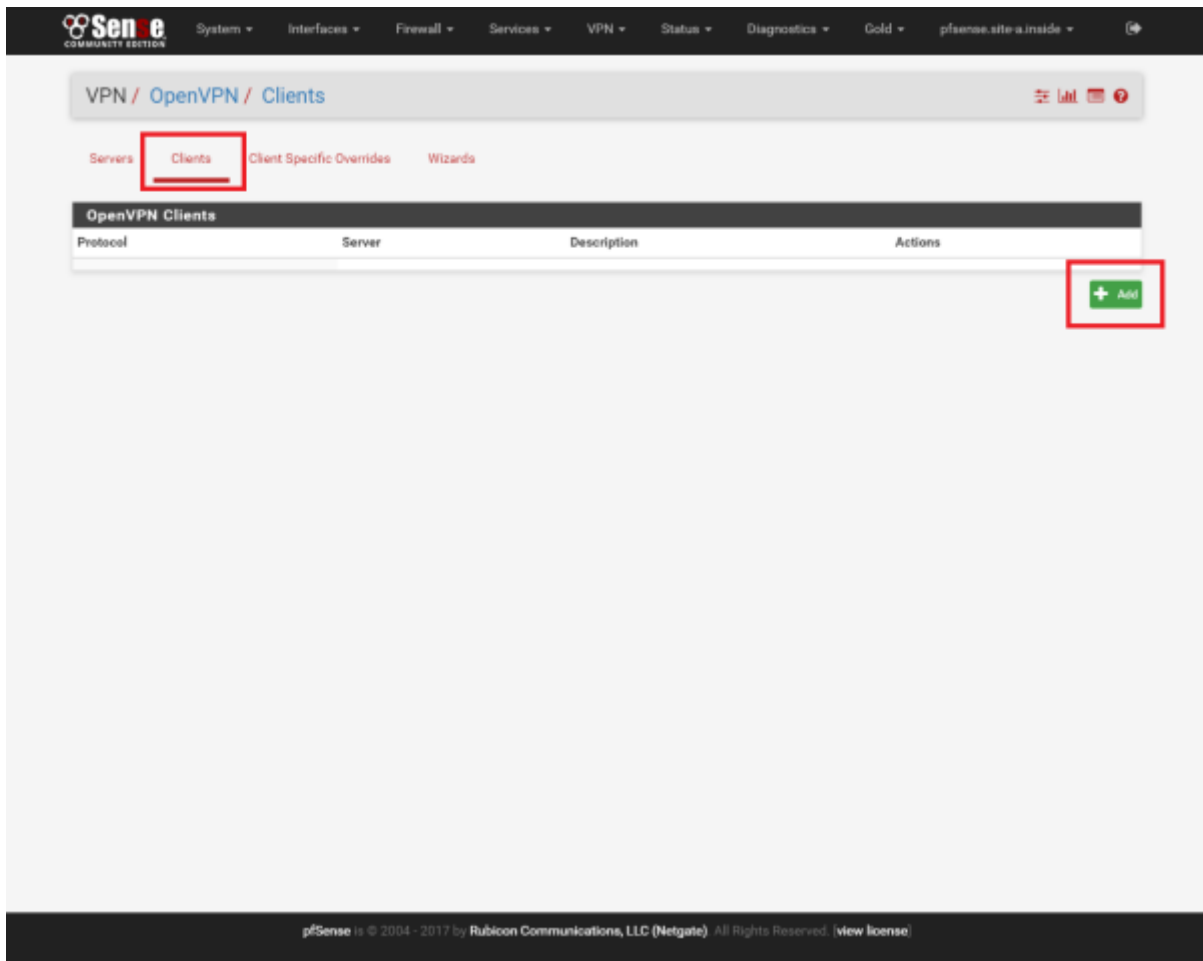 Sense
COMMUNITY EDITION
System Interfaces Firewall Services VPN Status Diagnostics Gold pfsense.site-a.inside
VPN / OpenVPN / Clients
Servers Clients Client Specific Overrides Wizards
OpenVPN Clients
Protocol Server Description Actions
+ Add
pfSense is © 2004 - 2017 by Rubicon Communications, LLC (Netgate). All Rights Reserved. [view license]